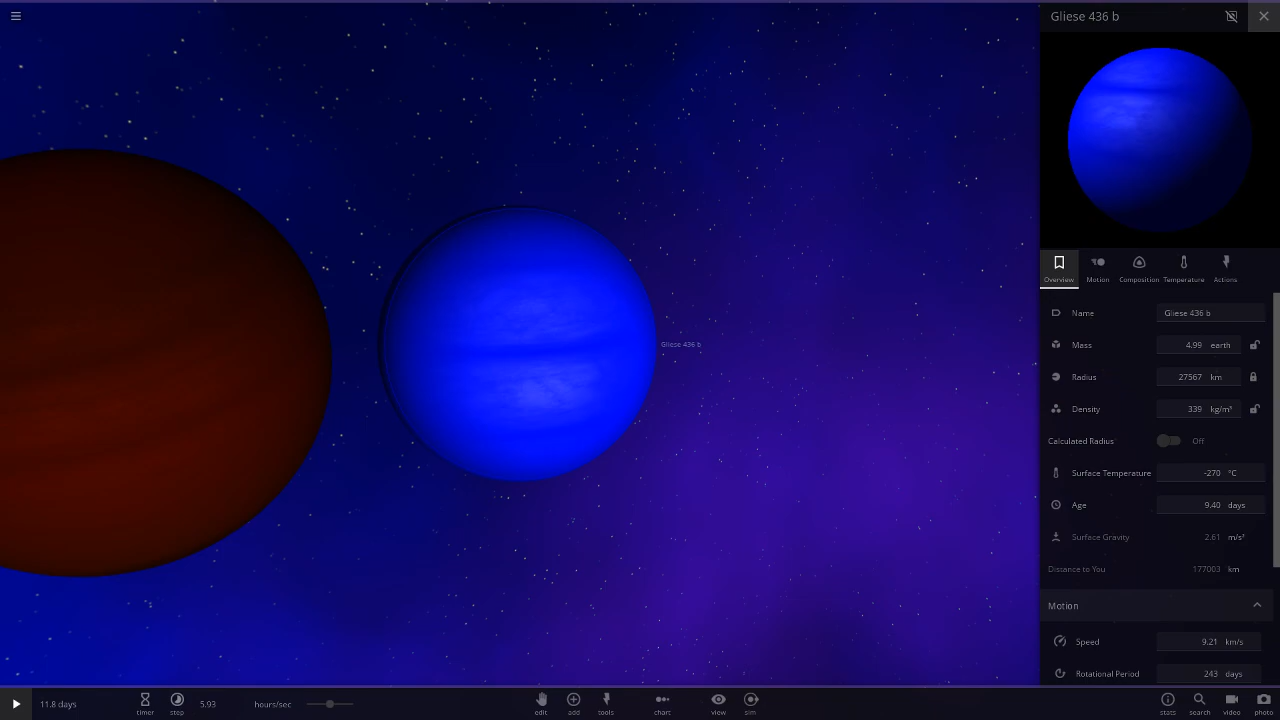 Gliese 436 b
Gliese 436 b
Overview Motion Composition Temperature Actions
Name Gliese 436 b
Mass 4.99 earth
Radius 27567 km
Density 339 kg/m³
Calculated Radius Off
Surface Temperature -270 °C
Age 9.40 days
Surface Gravity 2.61 m/s²
Distance to You 177003 km
Motion
Speed 9.21 km/s
Rotational Period 243 days
11.8 days timer step 5.93 hours/sec edit add tools chart view sim stats search video photo